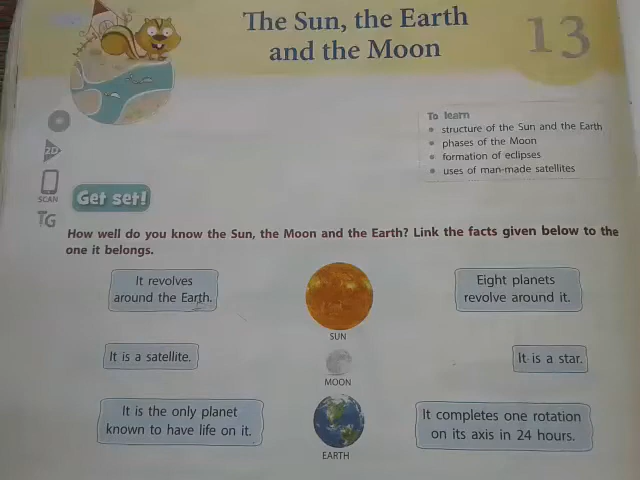 The Sun, the Earth
and the Moon
13
To learn
• structure of the Sun and the Earth
• phases of the Moon
• formation of eclipses
• uses of man-made satellites
2D
SCAN
TG
Get set!
How well do you know the Sun, the Moon and the Earth? Link the facts given below to the
one it belongs.
It revolves
around the Earth.
SUN
Eight planets
revolve around it.
It is a satellite.
MOON
It is a star.
It is the only planet
known to have life on it.
EARTH
It completes one rotation
on its axis in 24 hours.